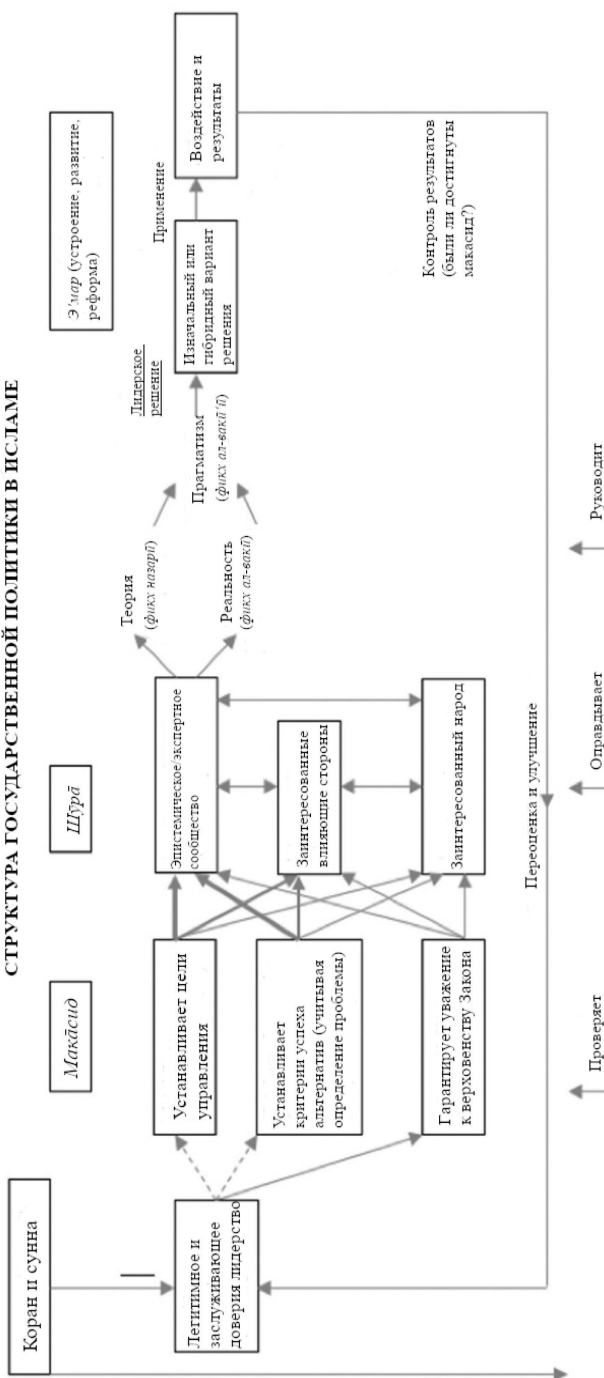 СТРУКТУРА ГОСУДАРСТВЕННОЙ ПОЛИТИКИ В ИСЛАМЕ
Коран и сунна
Макāсид
Шӯрā
Э'мар (устроение, развитие,
реформа)
Легитимное и
заслуживающее
доверия лидерство
Устанавливает цели
управления
Устанавливает
критерии успеха
альтернатив (учитывая
определение проблемы)
Гарантирует уважение
к верховенству Закона
Эпистемическое/экспертное
сообщество
Заинтересованные
влияющие стороны
Заинтересованный народ
Теория
(фикх назарӣ)
Реальность
(фикх ал-вакӣ)
Прагматизм
(фикх ал-вакӣ'ӣ)
Лидерское
решение
Изначальный или
гибридный вариант
решения
Применение
Воздействие и
результаты
Контроль результатов
(были ли достигнуты
макасид?)
Переоценка и улучшение
Проверяет
Оправдывает
Руководит